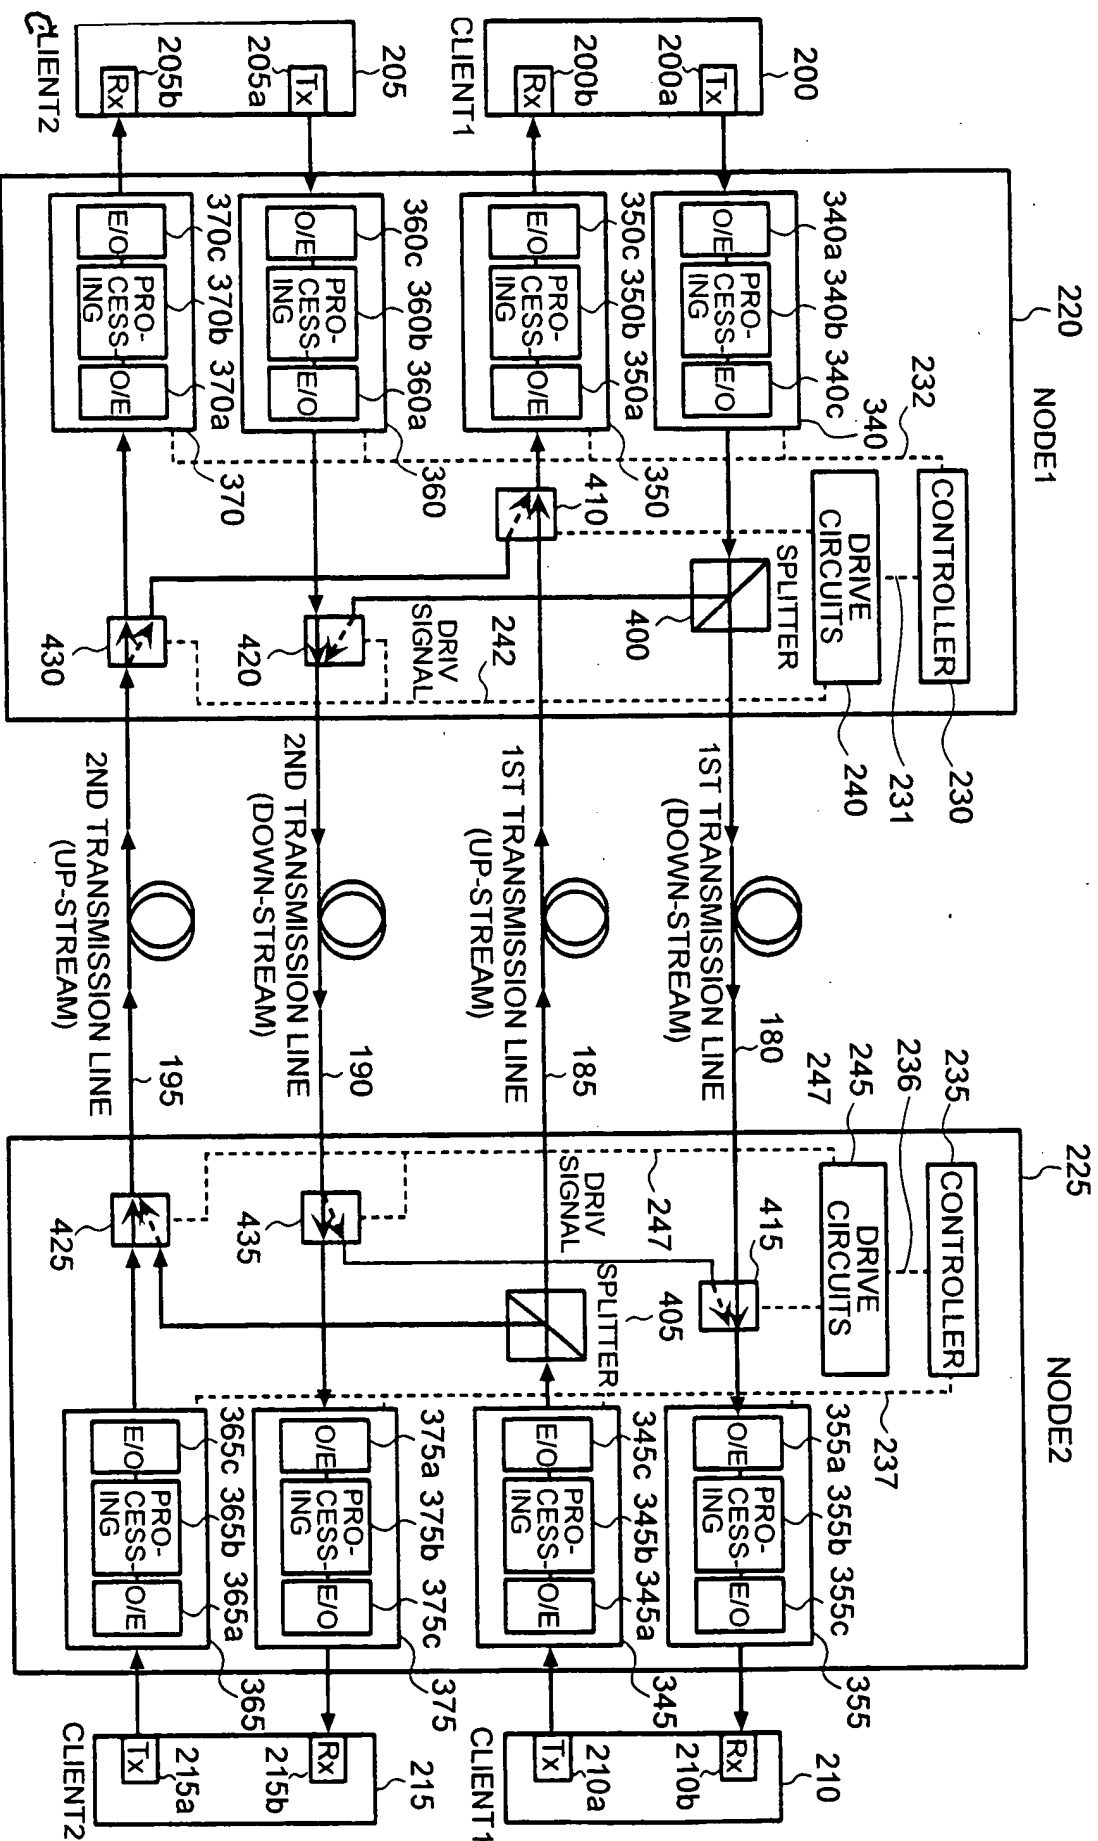 220
NODE1
225
NODE2
232
CONTROLLER
230
231
DRIVE
CIRCUITS
240
235
CONTROLLER
236
245
DRIVE
CIRCUITS
247
237
200
200a
Tx
200b
Rx
CLIENT1
340a
340b
340c
340
O/E
PRO-
CESS-
ING
E/O
SPLITTER
400
1ST TRANSMISSION LINE
(DOWN-STREAM)
180
415
355a
355b
355c
355
O/E
PRO-
CESS-
ING
E/O
210
Rx
210b
Tx
210a
CLIENT1
350c
350b
350a
350
E/O
PRO-
CESS-
ING
O/E
410
1ST TRANSMISSION LINE
(UP-STREAM)
185
247
DRIV
SIGNAL
SPLITTER
405
345c
345b
345a
345
E/O
PRO-
CESS-
ING
O/E
242
DRIV
SIGNAL
205
205a
Tx
205b
Rx
CLIENT2
360c
360b
360a
360
O/E
PRO-
CESS-
ING
E/O
420
2ND TRANSMISSION LINE
(DOWN-STREAM)
190
435
375a
375b
375c
375
O/E
PRO-
CESS-
ING
E/O
215
Rx
215b
Tx
215a
CLIENT2
370c
370b
370a
370
E/O
PRO-
CESS-
ING
O/E
430
2ND TRANSMISSION LINE
(UP-STREAM)
195
425
365c
365b
365a
365
E/O
PRO-
CESS-
ING
O/E